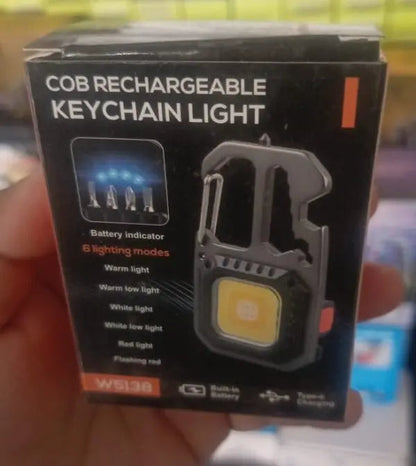 COB RECHARGEABLE
KEYCHAIN LIGHT
Battery indicator
6 lighting modes
Warm light
Warm low light
White light
White low light
Red light
Flashing red
W5138
Built-in
Battery
Type-c
Charging